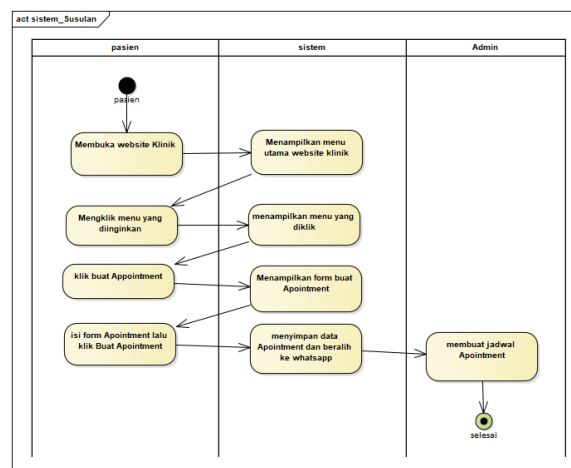 act sistem_Susulan
pasien
sistem
Admin
pasien
Membuka website Klinik
Menampilkan menu
utama website klinik
Mengklik menu yang
diinginkan
menampilkan menu yang
diklik
klik buat Appointment
Menampilkan form buat
Apointment
isi form Apointment lalu
klik Buat Apointment
menyimpan data
Apointment dan beralih
ke whatsapp
membuat jadwal
Apointment
selesai